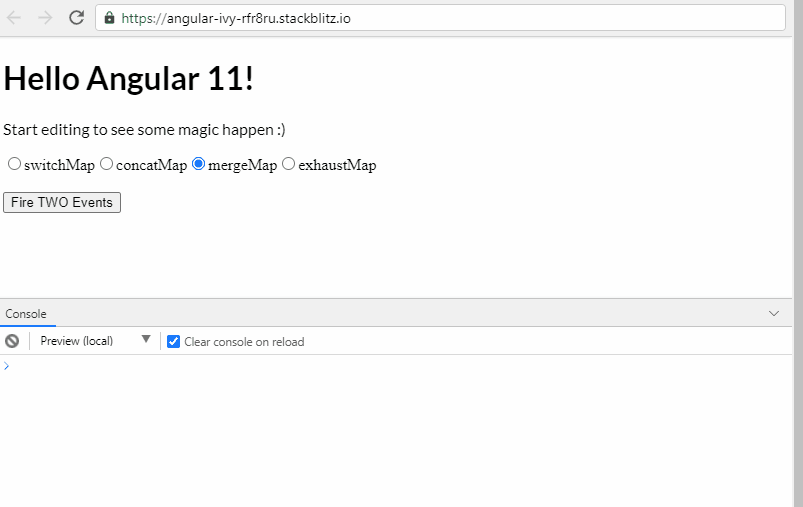 https://angular-ivy-rfr8ru.stackblitz.io
Hello Angular 11!
Start editing to see some magic happen :)
switchMap concatMap mergeMap exhaustMap
Fire TWO Events
Console
Preview (local) Clear console on reload